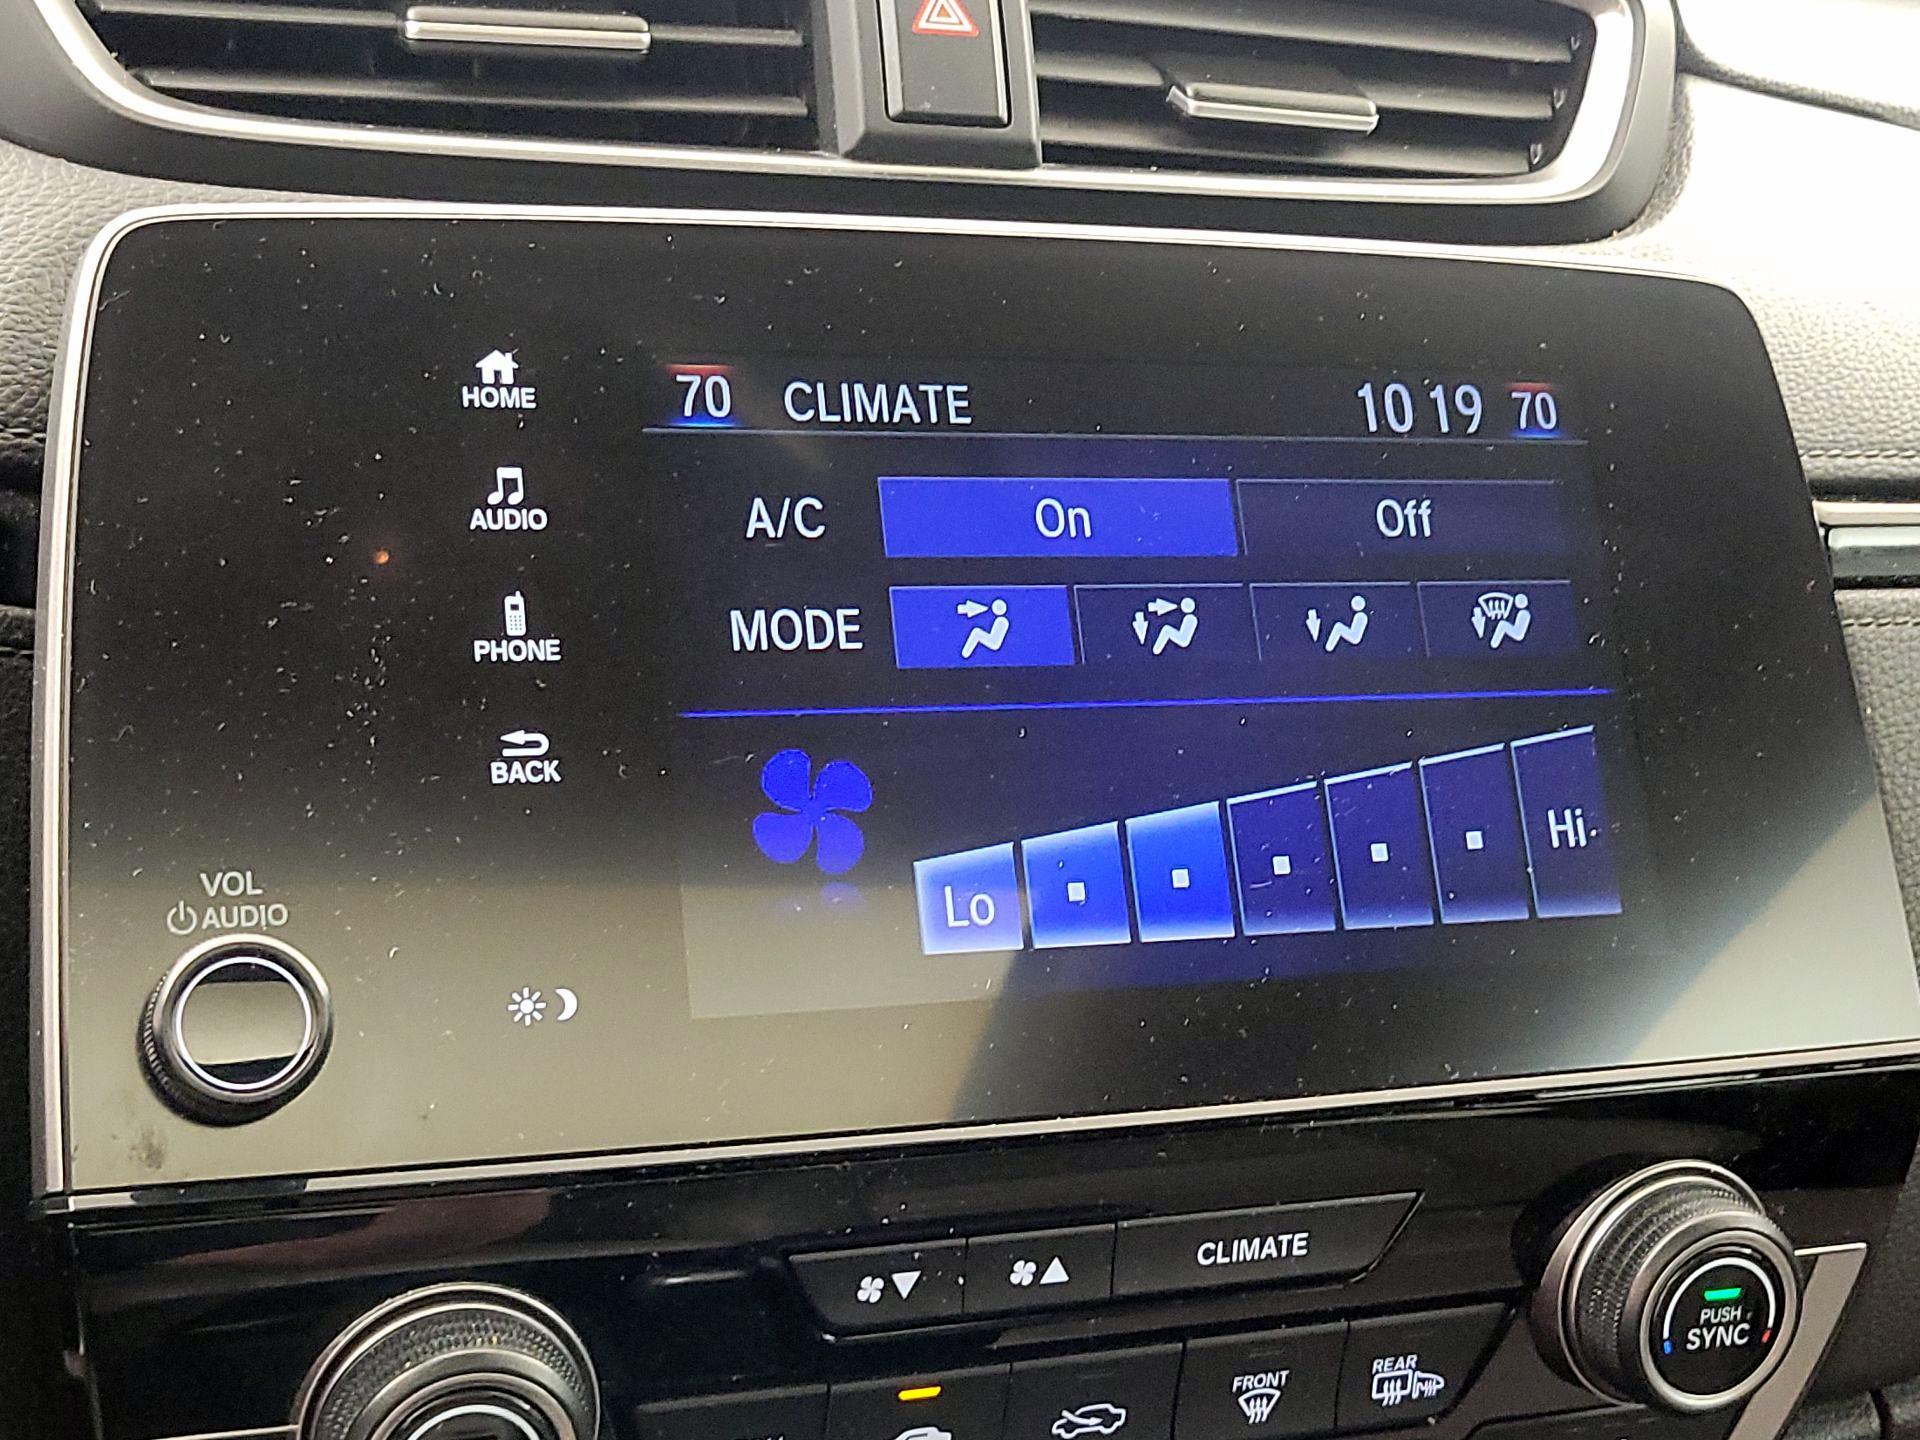 HOME
AUDIO
PHONE
BACK
VOL
AUDIO
70 CLIMATE 10 19 70
A/C On Off
MODE
Lo Hi
CLIMATE
PUSH
SYNC
FRONT
REAR